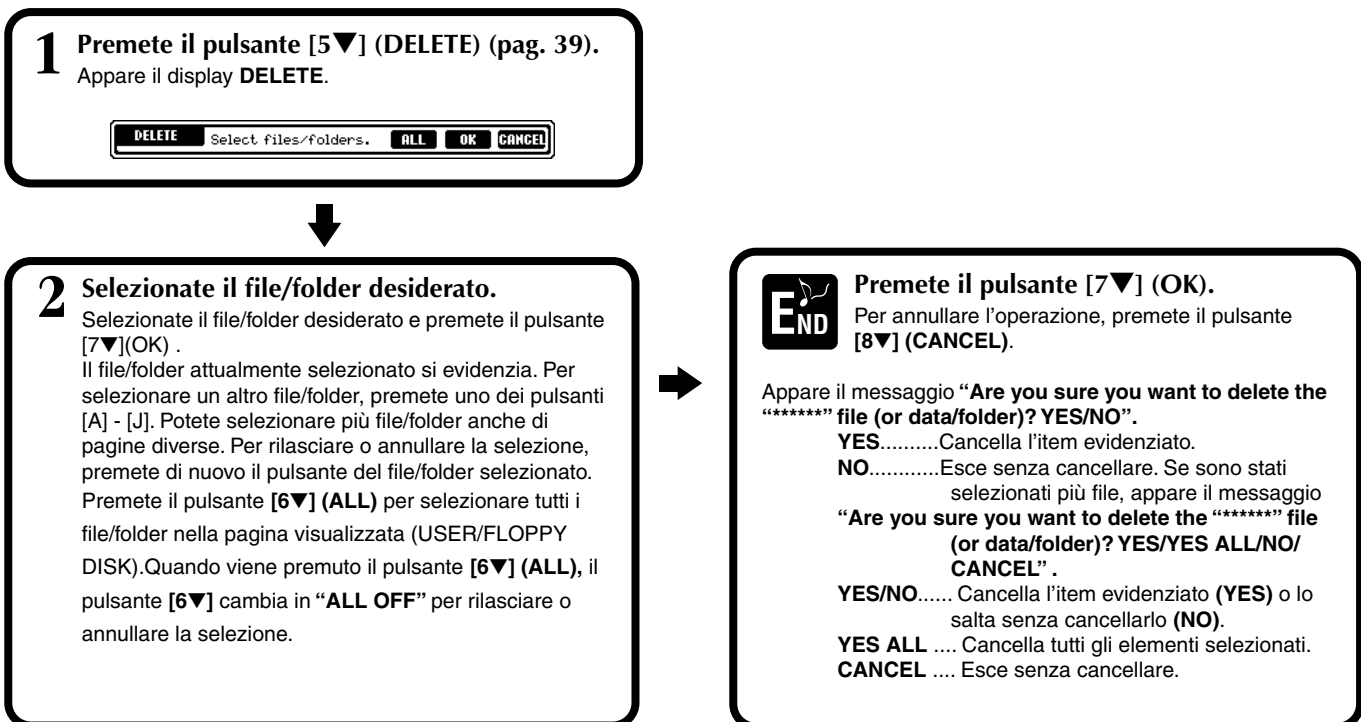 1 Premete il pulsante [5▼] (DELETE) (pag. 39).
Appare il display DELETE.
DELETE Select files/folders. ALL OK CANCEL
2 Selezionate il file/folder desiderato.
Selezionate il file/folder desiderato e premete il pulsante
[7▼](OK) .
Il file/folder attualmente selezionato si evidenzia. Per
selezionare un altro file/folder, premete uno dei pulsanti
[A] - [J]. Potete selezionare più file/folder anche di
pagine diverse. Per rilasciare o annullare la selezione,
premete di nuovo il pulsante del file/folder selezionato.
Premete il pulsante [6▼] (ALL) per selezionare tutti i
file/folder nella pagina visualizzata (USER/FLOPPY
DISK).Quando viene premuto il pulsante [6▼] (ALL), il
pulsante [6▼] cambia in “ALL OFF” per rilasciare o
annullare la selezione.
END Premete il pulsante [7▼] (OK).
Per annullare l’operazione, premete il pulsante
[8▼] (CANCEL).
Appare il messaggio “Are you sure you want to delete the
“******” file (or data/folder)? YES/NO”.
YES..........Cancella l’item evidenziato.
NO............Esce senza cancellare. Se sono stati
selezionati più file, appare il messaggio
“Are you sure you want to delete the “******” file
(or data/folder)? YES/YES ALL/NO/
CANCEL” .
YES/NO...... Cancella l’item evidenziato (YES) o lo
salta senza cancellarlo (NO).
YES ALL .... Cancella tutti gli elementi selezionati.
CANCEL .... Esce senza cancellare.